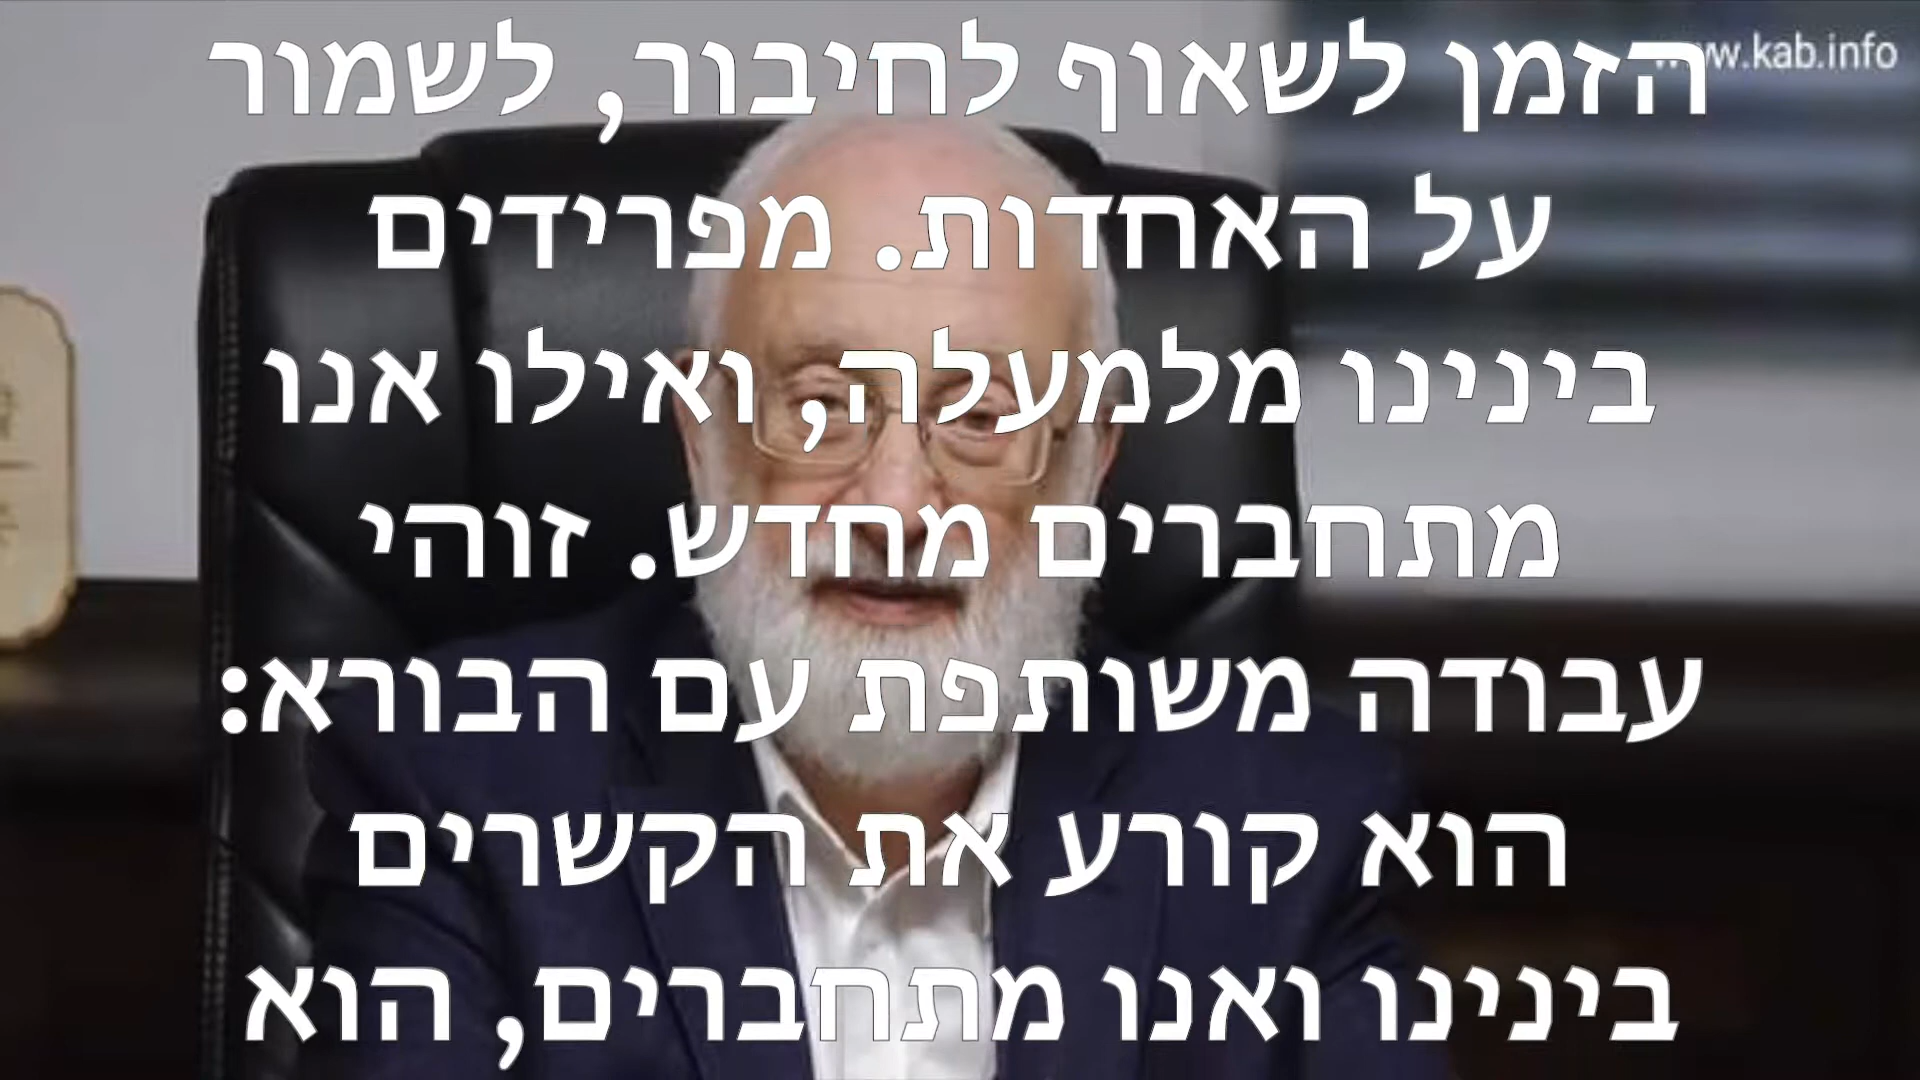 www.kab.info
הזמן לשאוף לחיבור, לשמור
על האחדות. מפרידים
בינינו מלמעלה, ואילו אנו
מתחברים מחדש. זוהי
עבודה משותפת עם הבורא:
הוא קורע את הקשרים
בינינו ואנו מתחברים, הוא